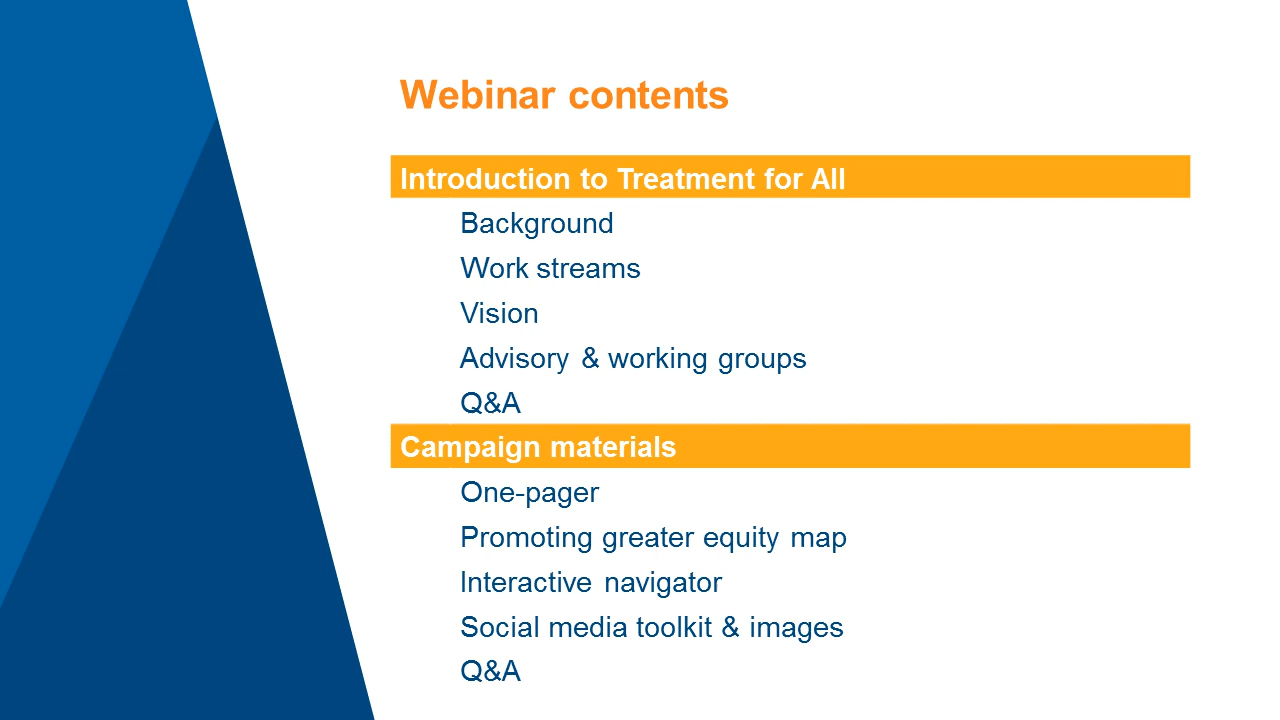 Webinar contents
Introduction to Treatment for All
Background
Work streams
Vision
Advisory & working groups
Q&A
Campaign materials
One-pager
Promoting greater equity map
Interactive navigator
Social media toolkit & images
Q&A